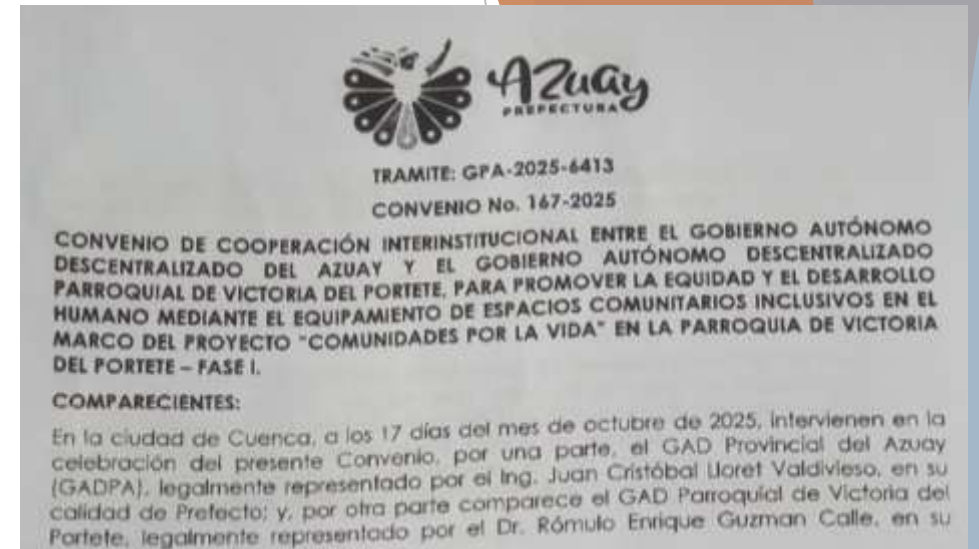 Azuay
PREFECTURA
TRAMITE: GPA-2025-6413
CONVENIO No. 167-2025
CONVENIO DE COOPERACIÓN INTERINSTITUCIONAL ENTRE EL GOBIERNO AUTÓNOMO
DESCENTRALIZADO DEL AZUAY Y EL GOBIERNO AUTÓNOMO DESCENTRALIZADO
PARROQUIAL DE VICTORIA DEL PORTETE, PARA PROMOVER LA EQUIDAD Y EL DESARROLLO
HUMANO MEDIANTE EL EQUIPAMIENTO DE ESPACIOS COMUNITARIOS INCLUSIVOS EN EL
MARCO DEL PROYECTO "COMUNIDADES POR LA VIDA" EN LA PARROQUIA DE VICTORIA
DEL PORTETE – FASE I.
COMPARECIENTES:
En la ciudad de Cuenca, a los 17 días del mes de octubre de 2025, intervienen en la
celebración del presente Convenio, por una parte, el GAD Provincial del Azuay
(GADPA), legalmente representado por el Ing. Juan Cristóbal Lloret Valdivieso, en su
calidad de Prefecto; y, por otra parte comparece el GAD Parroquial de Victoria del
Portete, legalmente representado por el Dr. Rómulo Enrique Guzman Calle, en su